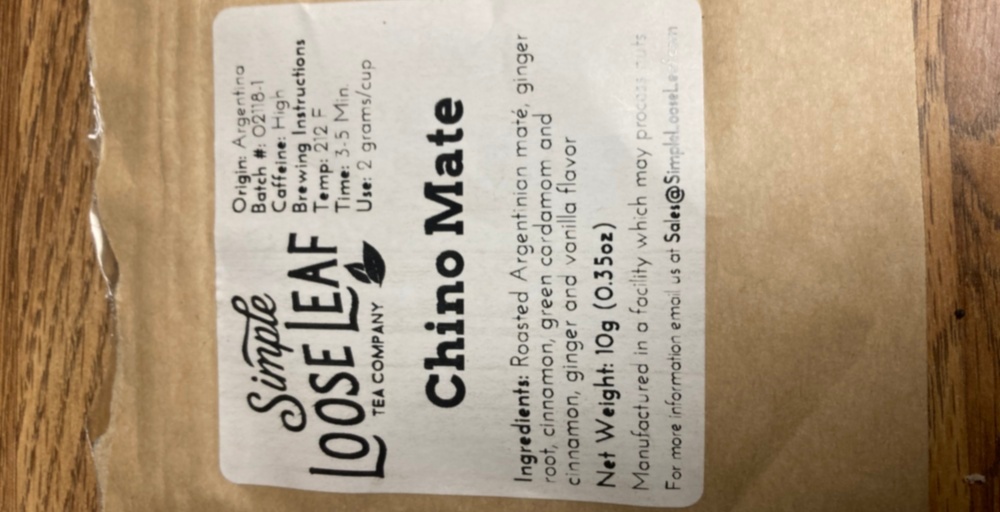 Simple
LOOSE LEAF
TEA COMPANY
Origin: Argentina
Batch #: 02118-1
Caffeine: High
Brewing Instructions
Temp: 212 F
Time: 3-5 Min.
Use: 2 grams/cup
Chino Mate
Ingredients: Roasted Argentinian maté, ginger
root, cinnamon, green cardamom and
cinnamon, ginger and vanilla flavor
Net Weight: 10g (0.35oz)
Manufactured in a facility which may process nuts
For more information email us at Sales@SimpleLooseLeaf.com